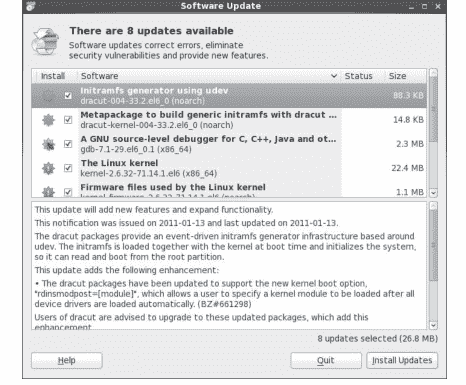 Software Update
There are 8 updates available
Software updates correct errors, eliminate
security vulnerabilities and provide new features.
Install Software Status Size
Initramfs generator using udev
dracut-004-33.2.el6_0 (noarch) 88.3 KB
Metapackage to build generic initramfs with dracut ...
dracut-kernel-004-33.2.el6_0 (noarch) 14.8 KB
A GNU source-level debugger for C, C++, Java and ot...
gdb-7.1-29.el6_0.1 (x86_64) 2.3 MB
The Linux kernel
kernel-2.6.32-71.14.1.el6 (x86_64) 22.4 MB
Firmware files used by the Linux kernel
kernel-firmware-2.6.32-71.14.1.el6 (noarch) 1.1 MB
This update will add new features and expand functionality.
This notification was issued on 2011-01-13 and last updated on 2011-01-13.
The dracut packages provide an event-driven initramfs generator infrastructure based around
udev. The initramfs is loaded together with the kernel at boot time and initializes the system,
so it can read and boot from the root partition.
This update adds the following enhancement:
• The dracut packages have been updated to support the new kernel boot option,
"rdinsmodpost=[module]", which allows a user to specify a kernel module to be loaded after all
device drivers are loaded automatically. (BZ#661298)
Users of dracut are advised to upgrade to these updated packages, which add this
enhancement.
8 updates selected (26.8 MB)
Help Quit Install Updates